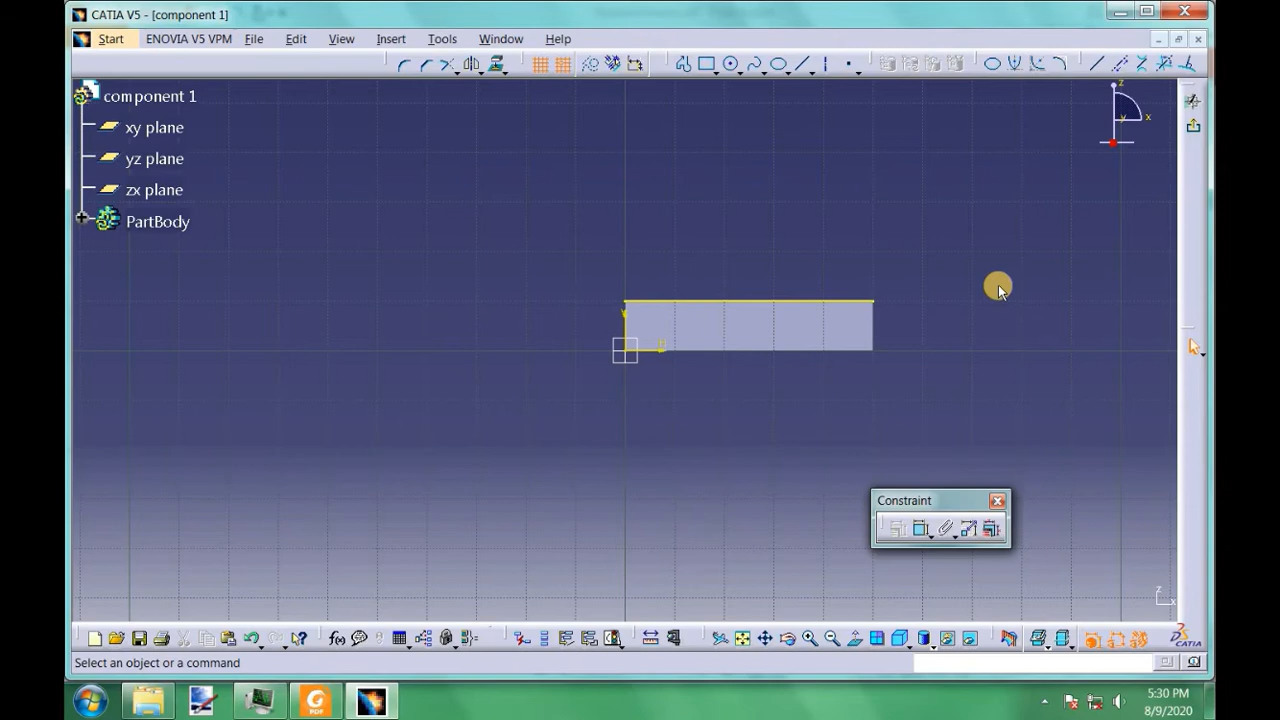 CATIA V5 - [component 1]
Start ENOVIA V5 VPM File Edit View Insert Tools Window Help
component 1
xy plane
yz plane
zx plane
PartBody
z
x
y
V
H
Constraint
z
x
f(x)
CATIA
Select an object or a command
PDF
5:30 PM
8/9/2020